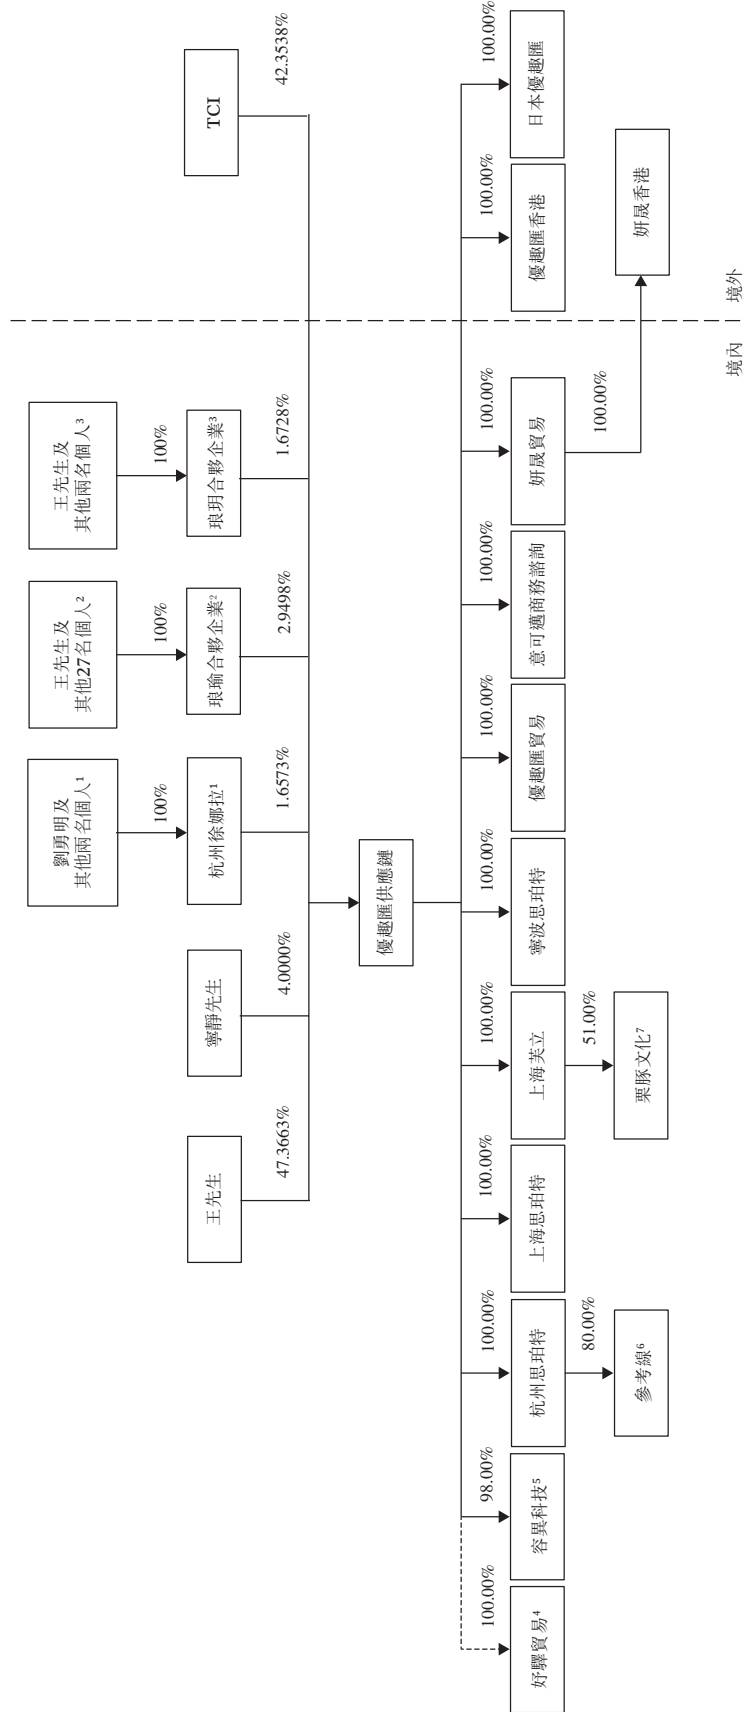 王先生
47.3663%
寧靜先生
4.0000%
劉勇明及
其他兩名個人¹
100%
杭州徐娜拉¹
1.6573%
王先生及
其他27名個人²
100%
琅瑜合夥企業²
2.9498%
王先生及
其他兩名個人³
100%
琅玥合夥企業³
1.6728%
TCI
42.3538%
優趣匯供應鏈
境內
境外
100.00%
妤驛貿易⁴
98.00%
容異科技⁵
100.00%
杭州思珀特
80.00%
參考線⁶
100.00%
上海思珀特
100.00%
上海芙立
51.00%
栗豚文化⁷
100.00%
寧波思珀特
100.00%
優趣匯貿易
100.00%
意可邁商務諮詢
100.00%
妍晟貿易
100.00%
妍晟香港
100.00%
優趣匯香港
100.00%
日本優趣匯